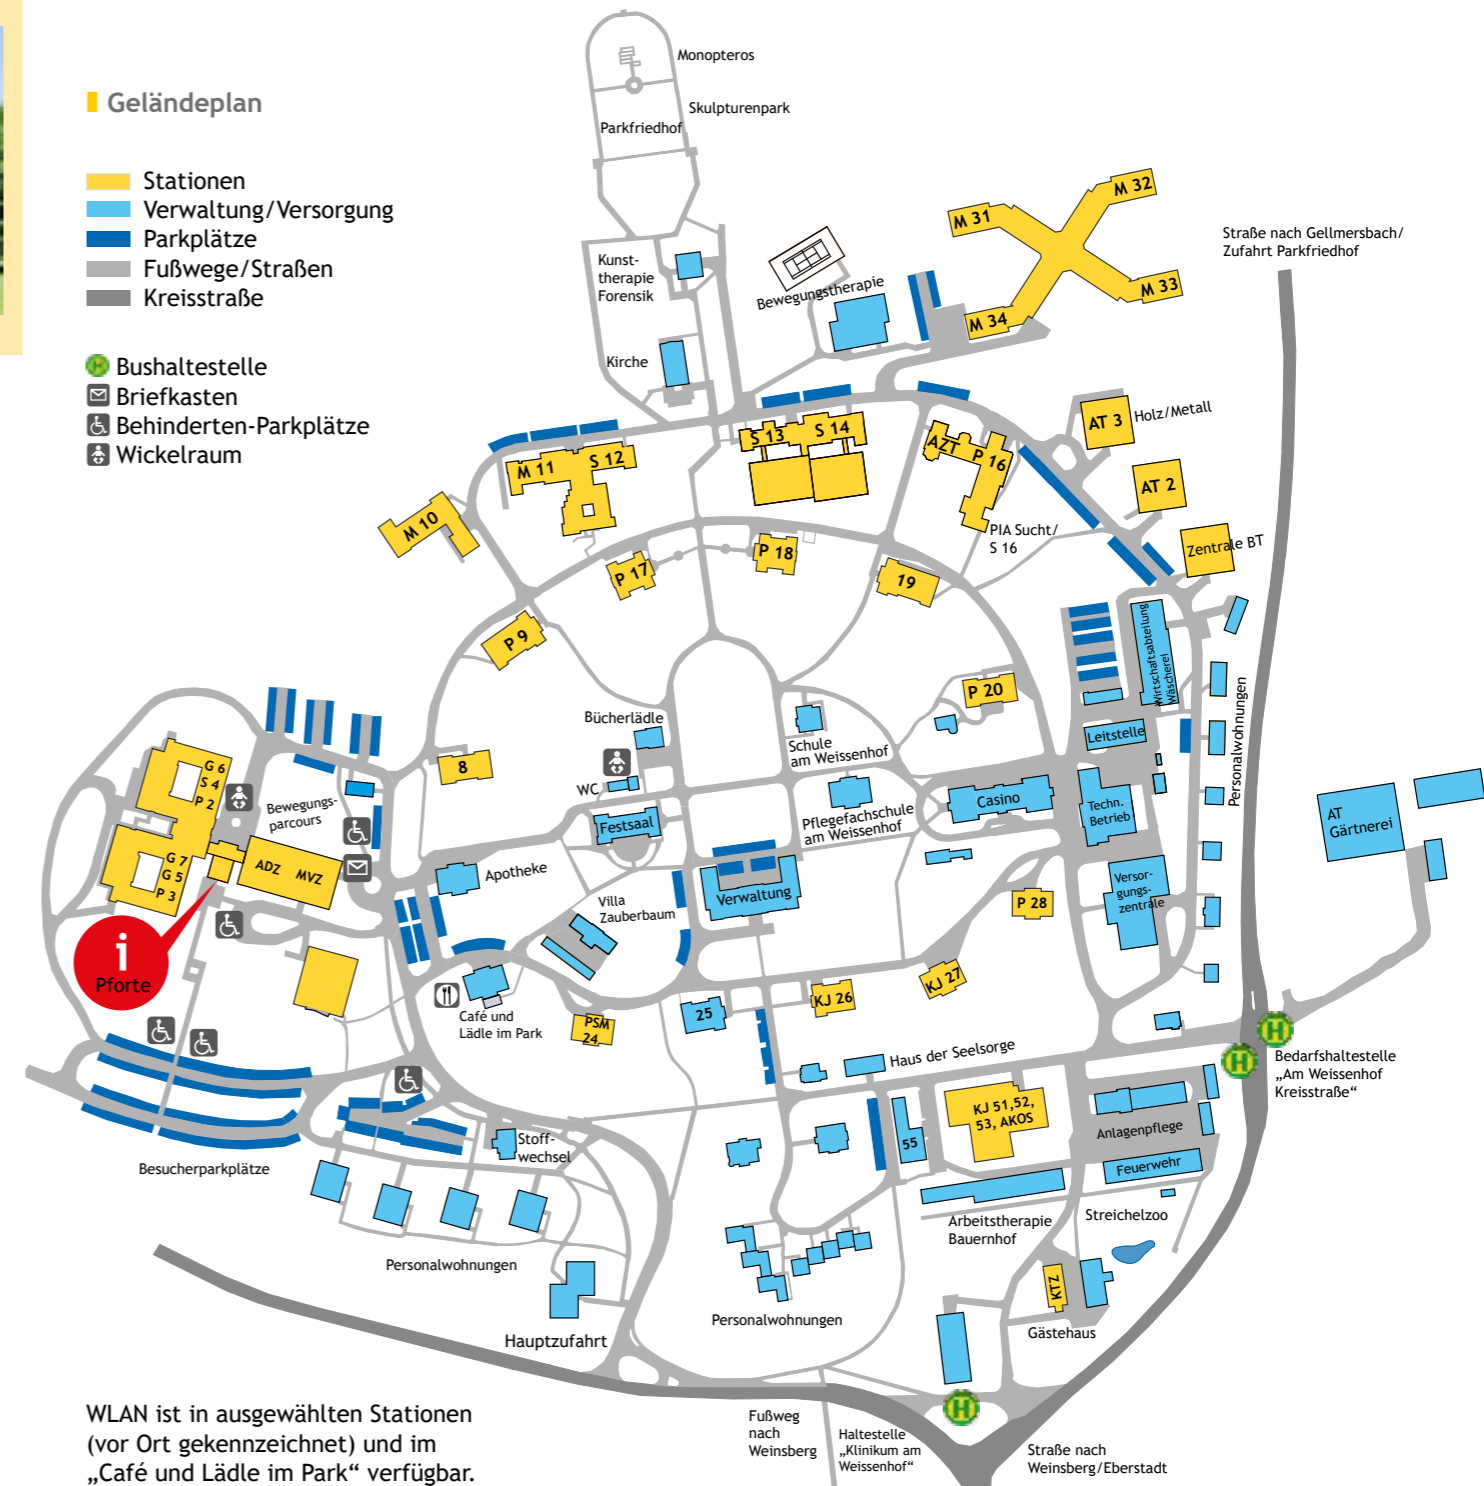 Geländeplan
Stationen
Verwaltung/Versorgung
Parkplätze
Fußwege/Straßen
Kreisstraße
H Bushaltestelle
Briefkasten
Behinderten-Parkplätze
Wickelraum
Monopteros
Skulpturenpark
Parkfriedhof
M 32
M 31
M 33
M 34
Straße nach Gellmersbach/
Zufahrt Parkfriedhof
Kunst-
therapie
Forensik
Bewegungstherapie
Kirche
AT 3
Holz/Metall
S 13
S 14
AZT
P 16
M 11
S 12
AT 2
M 10
PIA Sucht/
S 16
Zentrale BT
P 17
P 18
19
P 9
Wirtschaftsabteilung
Wäscherei
P 20
Personalwohnungen
Bücherlädle
Schule
am Weissenhof
Leitstelle
8
WC
G 6
S 4
P 2
Bewegungs-
parcours
Festsaal
Pflegefachschule
am Weissenhof
Casino
Techn.
Betrieb
AT
Gärtnerei
G 7
G 5
P 3
ADZ
MVZ
Apotheke
Verwaltung
Versor-
gungs-
zentrale
Villa
Zauberbaum
P 28
i
Pforte
KJ 27
KJ 26
25
PSM
24
Café und
Lädle im Park
H
H
Bedarfshaltestelle
„Am Weissenhof
Kreisstraße“
Haus der Seelsorge
KJ 51,52,
53, AKOS
Anlagenpflege
55
Stoff-
wechsel
Besucherparkplätze
Feuerwehr
Arbeitstherapie
Bauernhof
Streichelzoo
Personalwohnungen
KTZ
Personalwohnungen
Gästehaus
Hauptzufahrt
H
Fußweg
nach
Weinsberg
Haltestelle
„Klinikum am
Weissenhof“
Straße nach
Weinsberg/Eberstadt
WLAN ist in ausgewählten Stationen
(vor Ort gekennzeichnet) und im
„Café und Lädle im Park“ verfügbar.